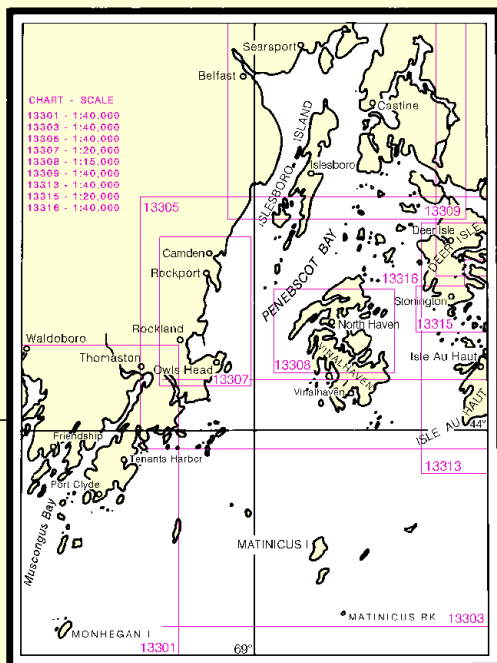 Searsport
Belfast
CHART - SCALE
13301 - 1:40,000
13303 - 1:40,000
13305 - 1:40,000
13307 - 1:20,000
13308 - 1:15,000
13309 - 1:40,000
13313 - 1:40,000
13315 - 1:20,000
13316 - 1:40,000
Castine
ISLESBORO ISLAND
Islesboro
13305
13309
Deer Isle
DEER ISLE
PENEBSCOT BAY
Camden
Rockport
13316
Stonington
13315
North Haven
Rockland
Waldoboro
Thomaston
Owls Head
13307
13308
VINALHAVEN I
Isle Au Haut
Vinalhaven
ISLE AU HAUT
44°
Friendship
Tenants Harbor
13313
Port Clyde
Muscongus Bay
MATINICUS I
MATINICUS RK
13303
MONHEGAN I
13301
69°